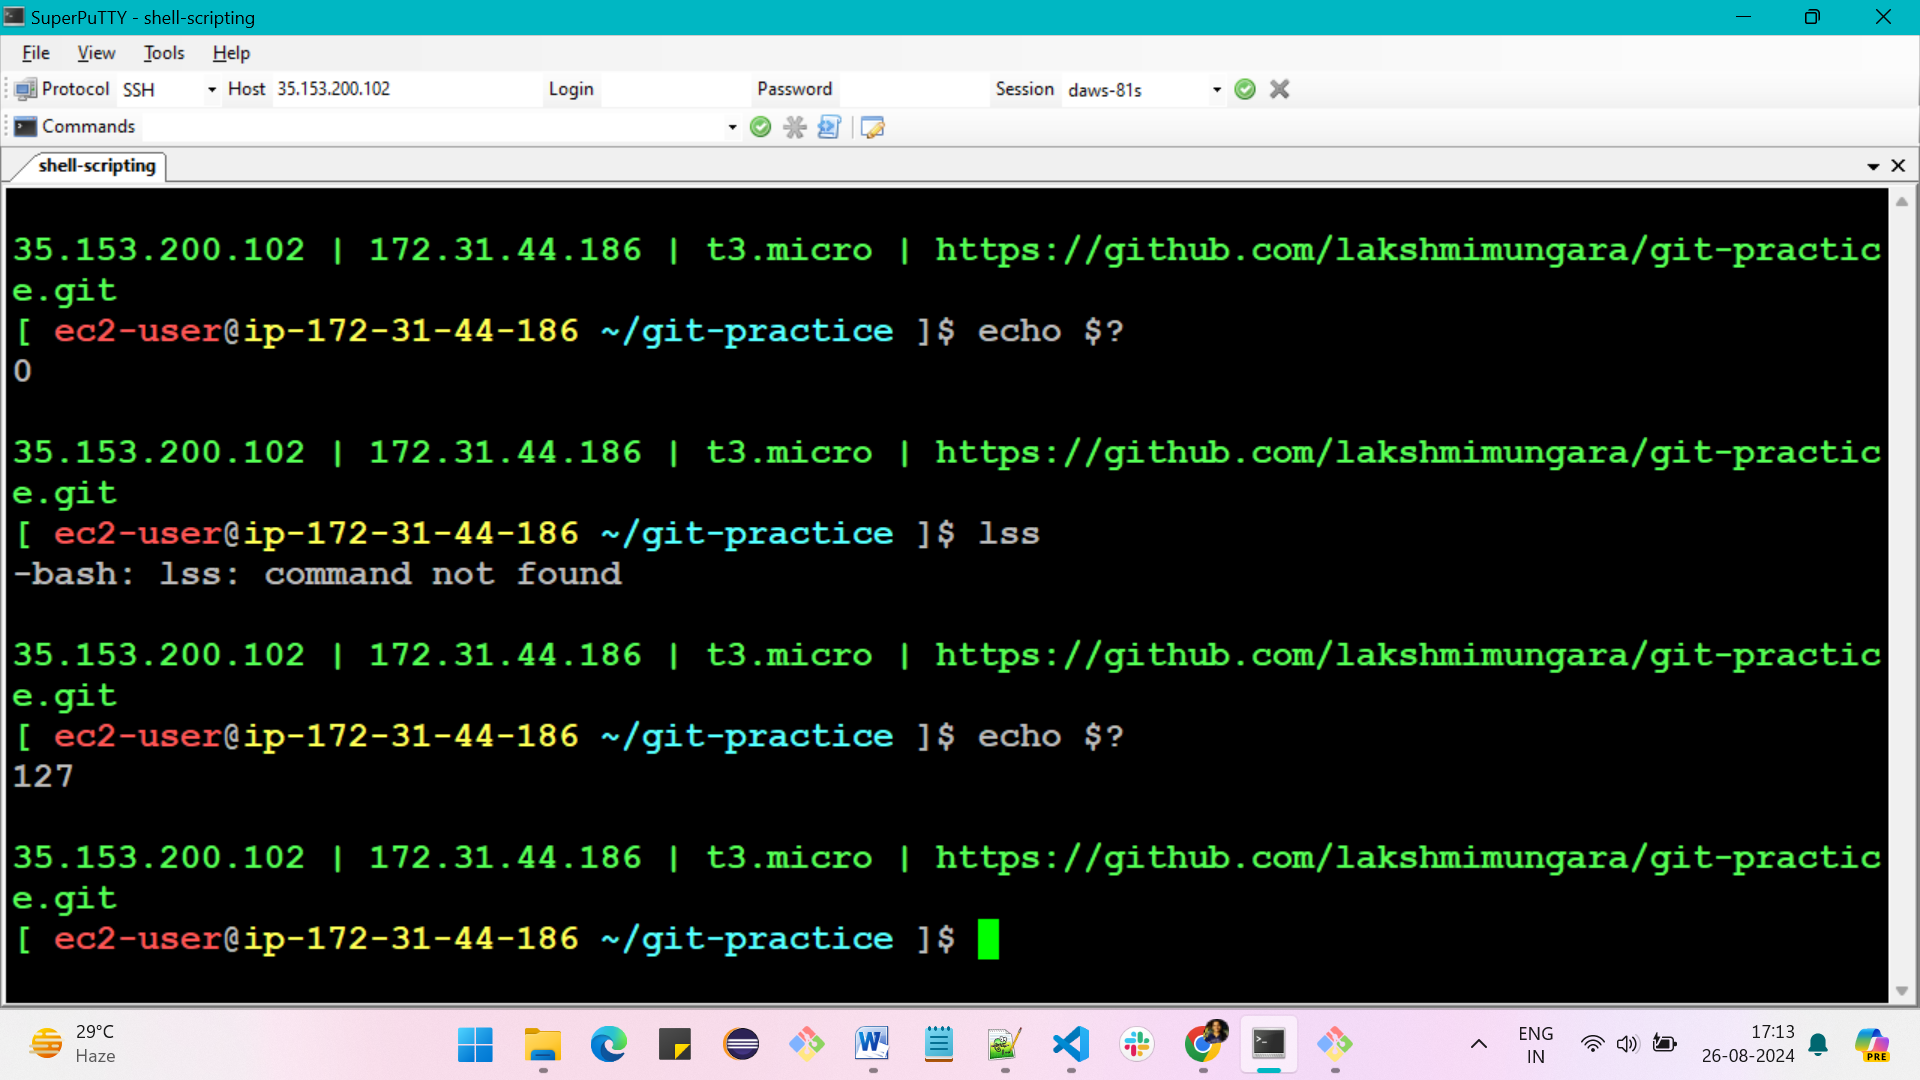 SuperPuTTY - shell-scripting
File View Tools Help
Protocol SSH Host 35.153.200.102 Login Password Session daws-81s
Commands
shell-scripting
35.153.200.102 | 172.31.44.186 | t3.micro | https://github.com/lakshmimungara/git-practic
e.git
[ ec2-user@ip-172-31-44-186 ~/git-practice ]$ echo $?
0
35.153.200.102 | 172.31.44.186 | t3.micro | https://github.com/lakshmimungara/git-practic
e.git
[ ec2-user@ip-172-31-44-186 ~/git-practice ]$ lss
-bash: lss: command not found
35.153.200.102 | 172.31.44.186 | t3.micro | https://github.com/lakshmimungara/git-practic
e.git
[ ec2-user@ip-172-31-44-186 ~/git-practice ]$ echo $?
127
35.153.200.102 | 172.31.44.186 | t3.micro | https://github.com/lakshmimungara/git-practic
e.git
[ ec2-user@ip-172-31-44-186 ~/git-practice ]$
29°C
Haze
ENG
IN
17:13
26-08-2024
PRE